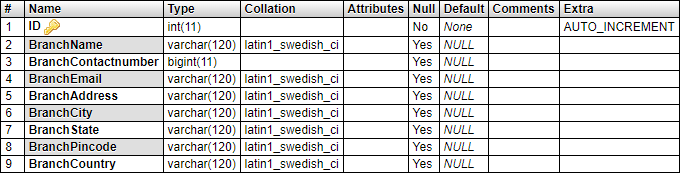 # Name Type Collation Attributes Null Default Comments Extra
1 ID int(11) No None AUTO_INCREMENT
2 BranchName varchar(120) latin1_swedish_ci Yes NULL
3 BranchContactnumber bigint(11) Yes NULL
4 BranchEmail varchar(120) latin1_swedish_ci Yes NULL
5 BranchAddress varchar(120) latin1_swedish_ci Yes NULL
6 BranchCity varchar(120) latin1_swedish_ci Yes NULL
7 BranchState varchar(120) latin1_swedish_ci Yes NULL
8 BranchPincode varchar(120) latin1_swedish_ci Yes NULL
9 BranchCountry varchar(120) latin1_swedish_ci Yes NULL